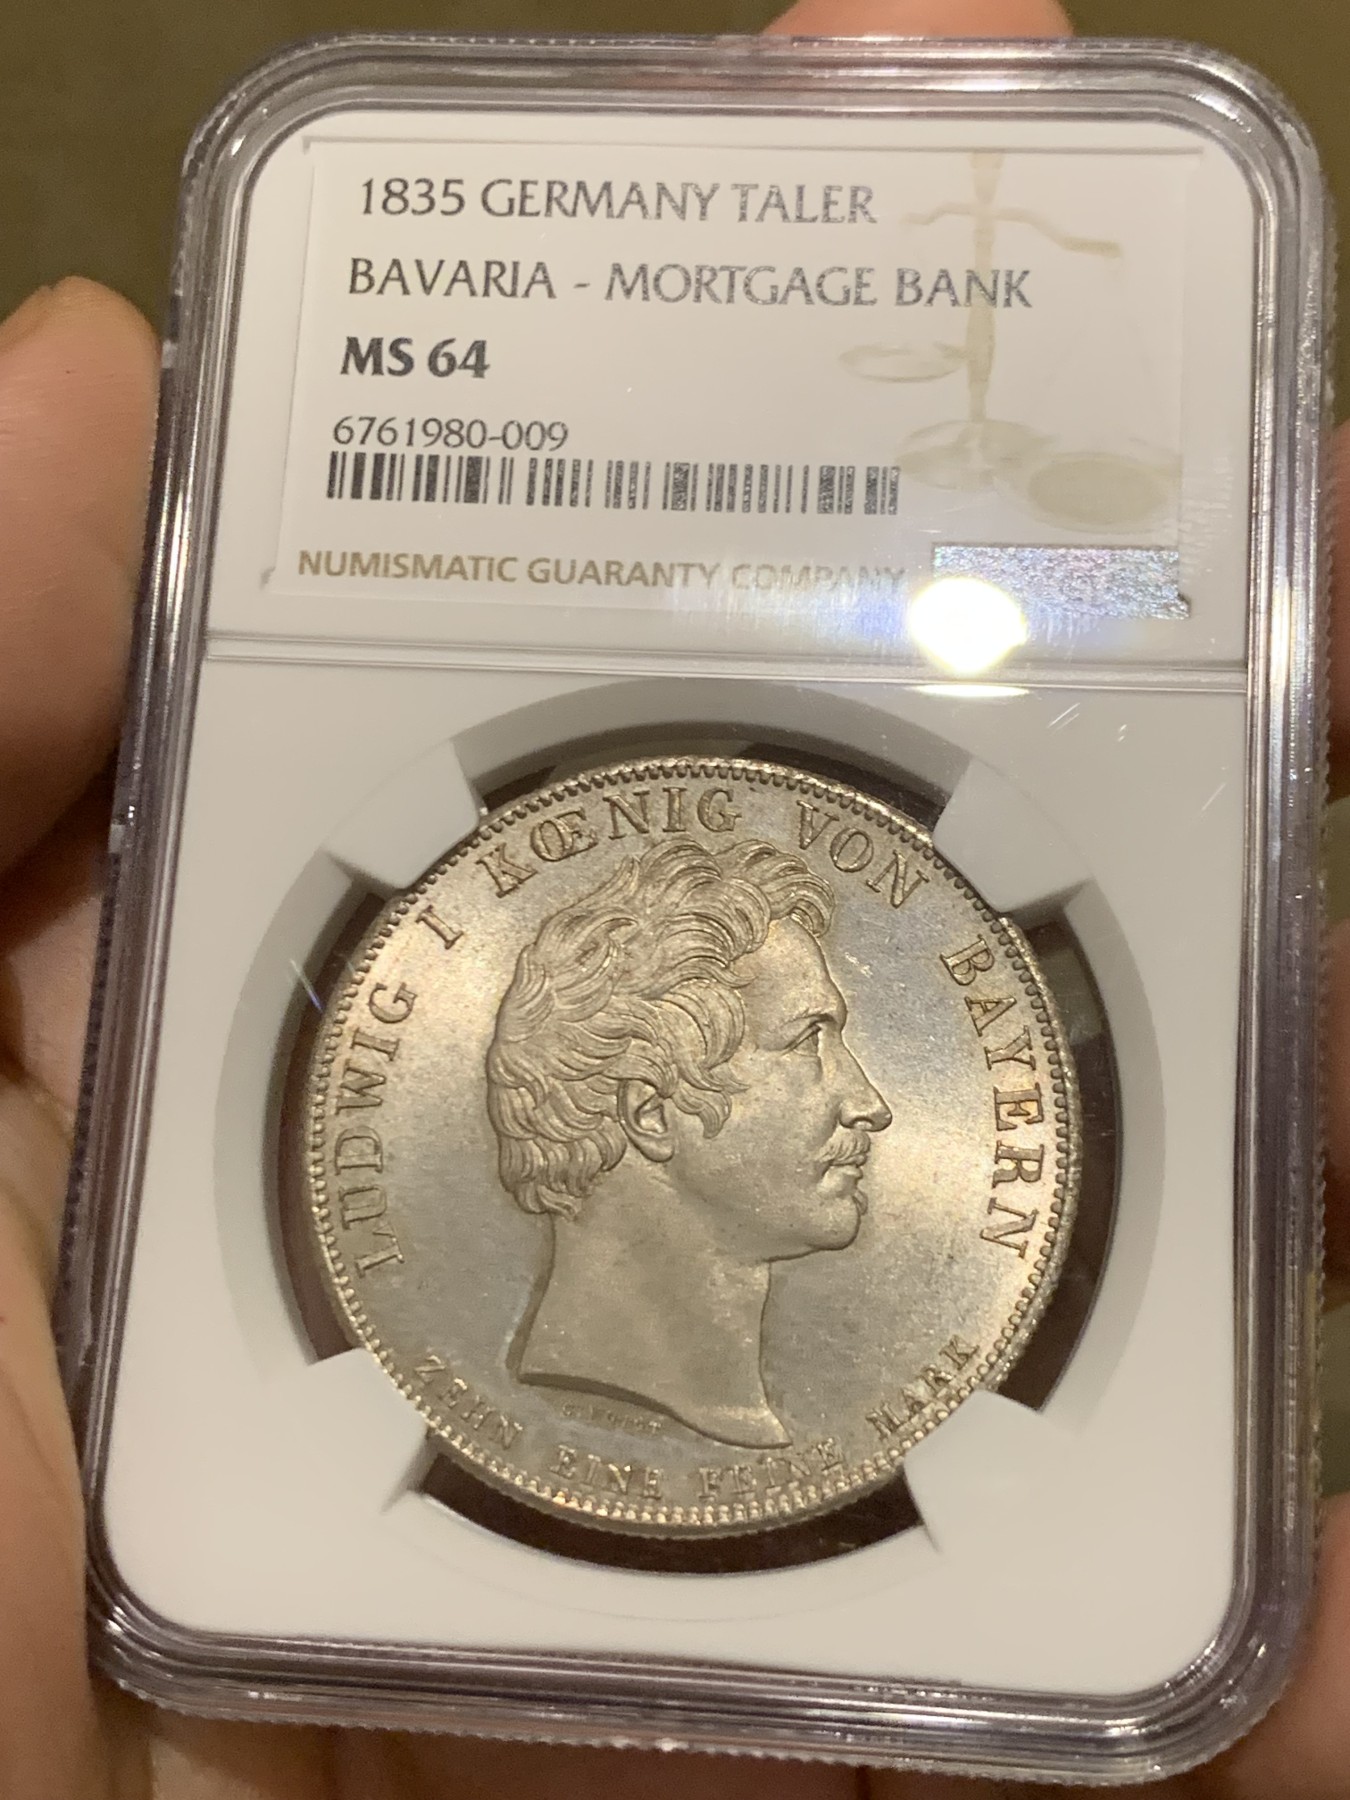 1835 GERMANY TALER
BAVARIA - MORTGAGE BANK
MS 64
6761980-009
NUMISMATIC GUARANTY COMPANY
LUDWIG I KŒNIG VON BAYERN
ZEHN EINE FEINE MARK